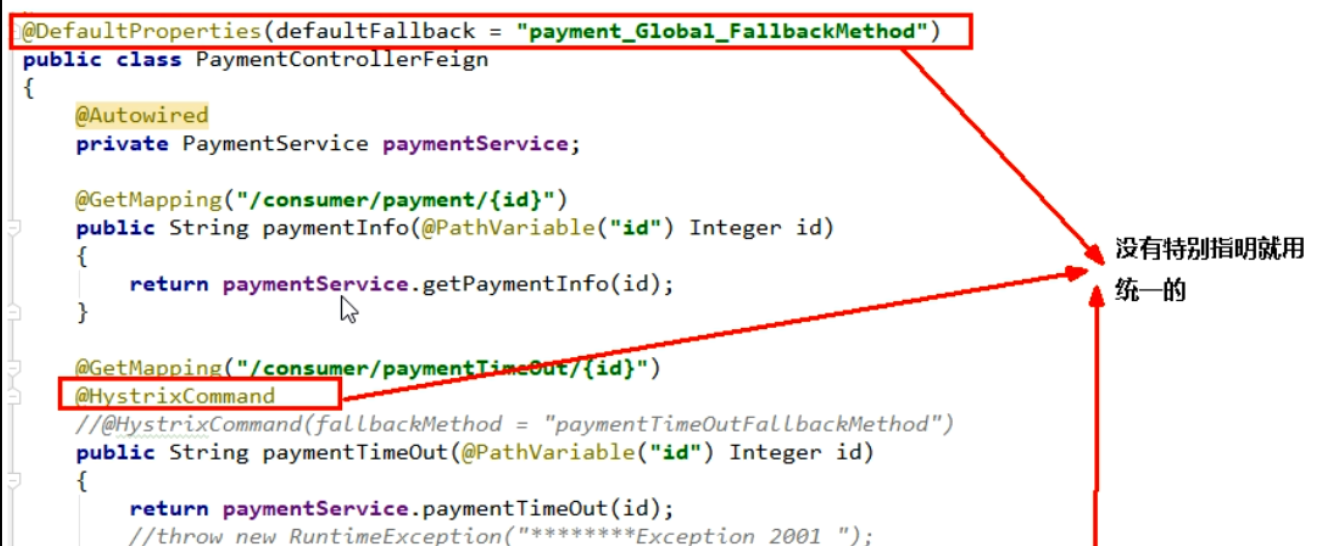 @DefaultProperties(defaultFallback = "payment_Global_FallbackMethod")
public class PaymentControllerFeign
{
@Autowired
private PaymentService paymentService;
@GetMapping("/consumer/payment/{id}")
public String paymentInfo(@PathVariable("id") Integer id)
{
return paymentService.getPaymentInfo(id);
}
没有特别指明就用
统一的
@GetMapping("/consumer/paymentTimeOut/{id}")
@HystrixCommand
//@HystrixCommand(fallbackMethod = "paymentTimeOutFallbackMethod")
public String paymentTimeOut(@PathVariable("id") Integer id)
{
return paymentService.paymentTimeOut(id);
//throw new RuntimeException("********Exception 2001 ");